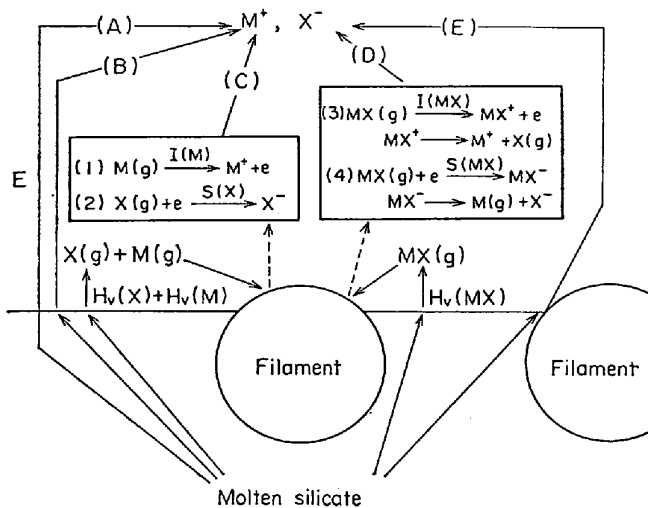 (A) M⁺, X⁻ (E)
(B) (D)
(C)
(1) M(g) I(M) → M⁺+e
(2) X(g)+e S(X) → X⁻
(3) MX(g) I(MX) → MX⁺+e
MX⁺ → M⁺+X(g)
(4) MX(g)+e S(MX) → MX⁻
MX⁻ → M(g)+X⁻
E
X(g)+M(g)
MX(g)
Hᵥ(X)+Hᵥ(M)
Hᵥ(MX)
Filament
Filament
Molten silicate